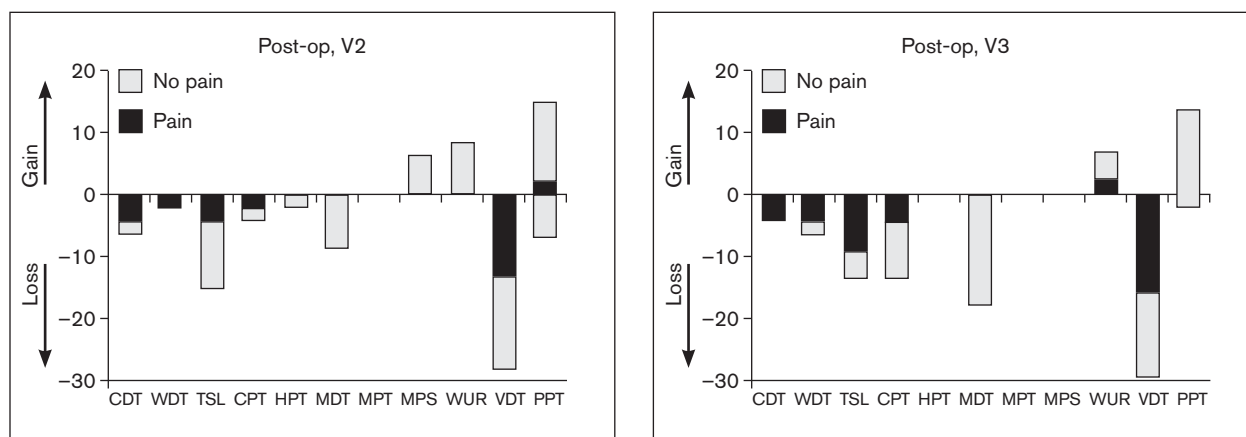 Post-op, V2
20
No pain
Pain
10
Gain
0
−10
Loss
−20
−30
CDT WDT TSL CPT HPT MDT MPT MPS WUR VDT PPT
Post-op, V3
20
No pain
Pain
10
Gain
0
−10
Loss
−20
−30
CDT WDT TSL CPT HPT MDT MPT MPS WUR VDT PPT